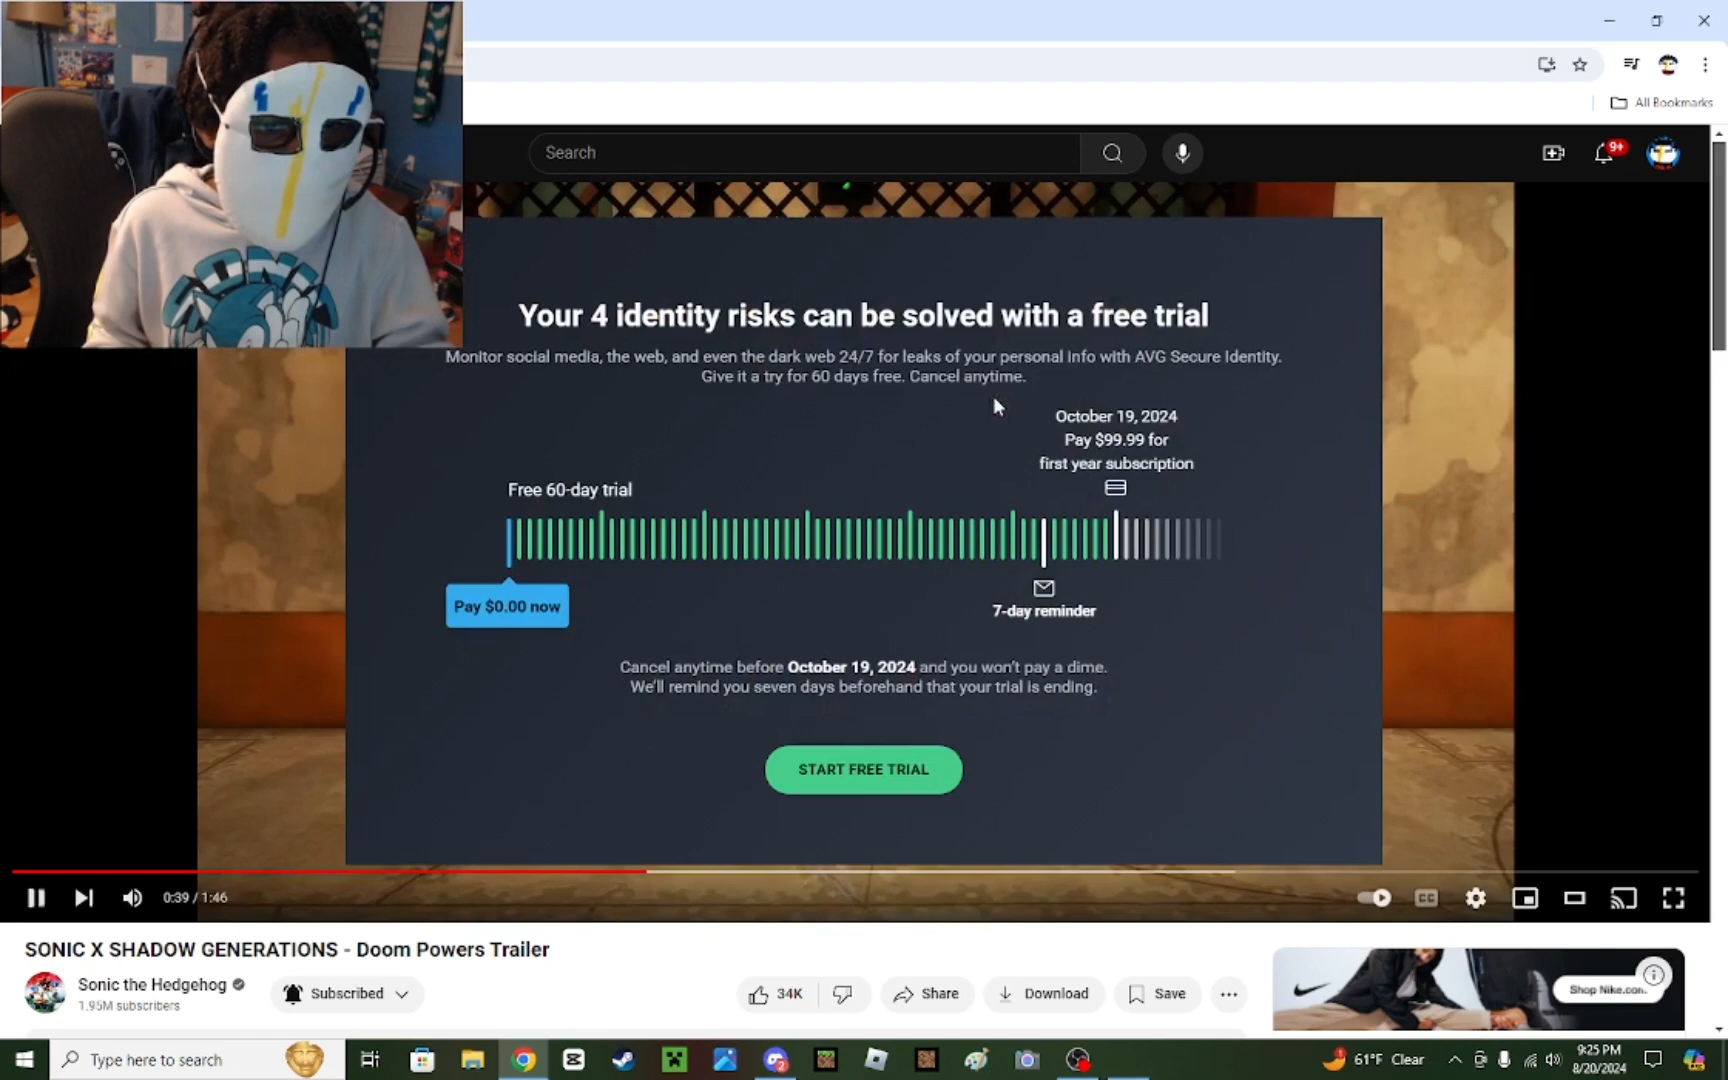 All Bookmarks
Search
9+
Your 4 identity risks can be solved with a free trial
Monitor social media, the web, and even the dark web 24/7 for leaks of your personal info with AVG Secure Identity.
Give it a try for 60 days free. Cancel anytime.
October 19, 2024
Pay $99.99 for
first year subscription
Free 60-day trial
Pay $0.00 now
7-day reminder
Cancel anytime before October 19, 2024 and you won't pay a dime.
We'll remind you seven days beforehand that your trial is ending.
START FREE TRIAL
0:39 / 1:46
CC
SONIC X SHADOW GENERATIONS - Doom Powers Trailer
Sonic the Hedgehog
1.95M subscribers
Subscribed
34K
Share
Download
Save
Shop Nike.com.
Type here to search
61°F Clear
9:25 PM
8/20/2024